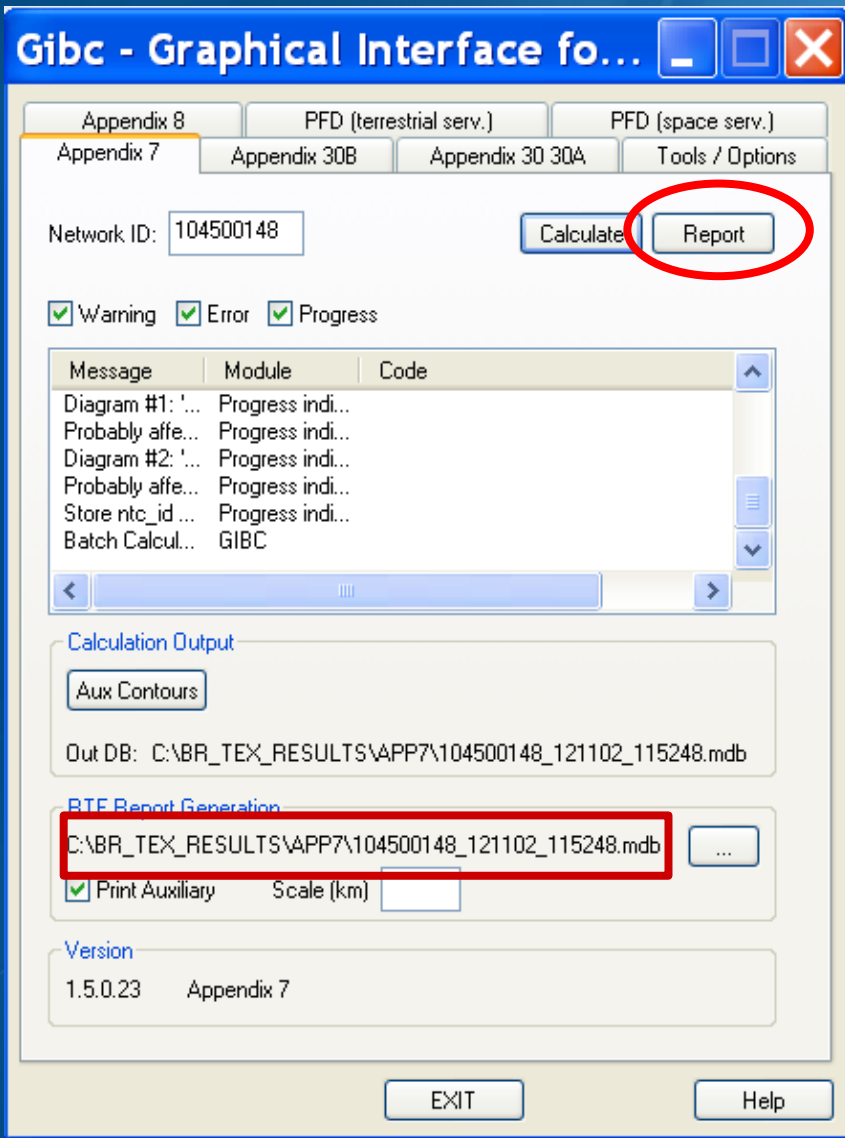 Gibc - Graphical Interface fo...
Appendix 8 PFD (terrestrial serv.) PFD (space serv.)
Appendix 7 Appendix 30B Appendix 30 30A Tools / Options
Network ID: 104500148 Calculate Report
Warning Error Progress
Message Module Code
Diagram #1: '... Progress indi...
Probably affe... Progress indi...
Diagram #2: '... Progress indi...
Probably affe... Progress indi...
Store ntc_id ... Progress indi...
Batch Calcul... GIBC
Calculation Output
Aux Contours
Out DB: C:\BR_TEX_RESULTS\APP7\104500148_121102_115248.mdb
RTF Report Generation
C:\BR_TEX_RESULTS\APP7\104500148_121102_115248.mdb ...
Print Auxiliary Scale (km)
Version
1.5.0.23 Appendix 7
EXIT Help